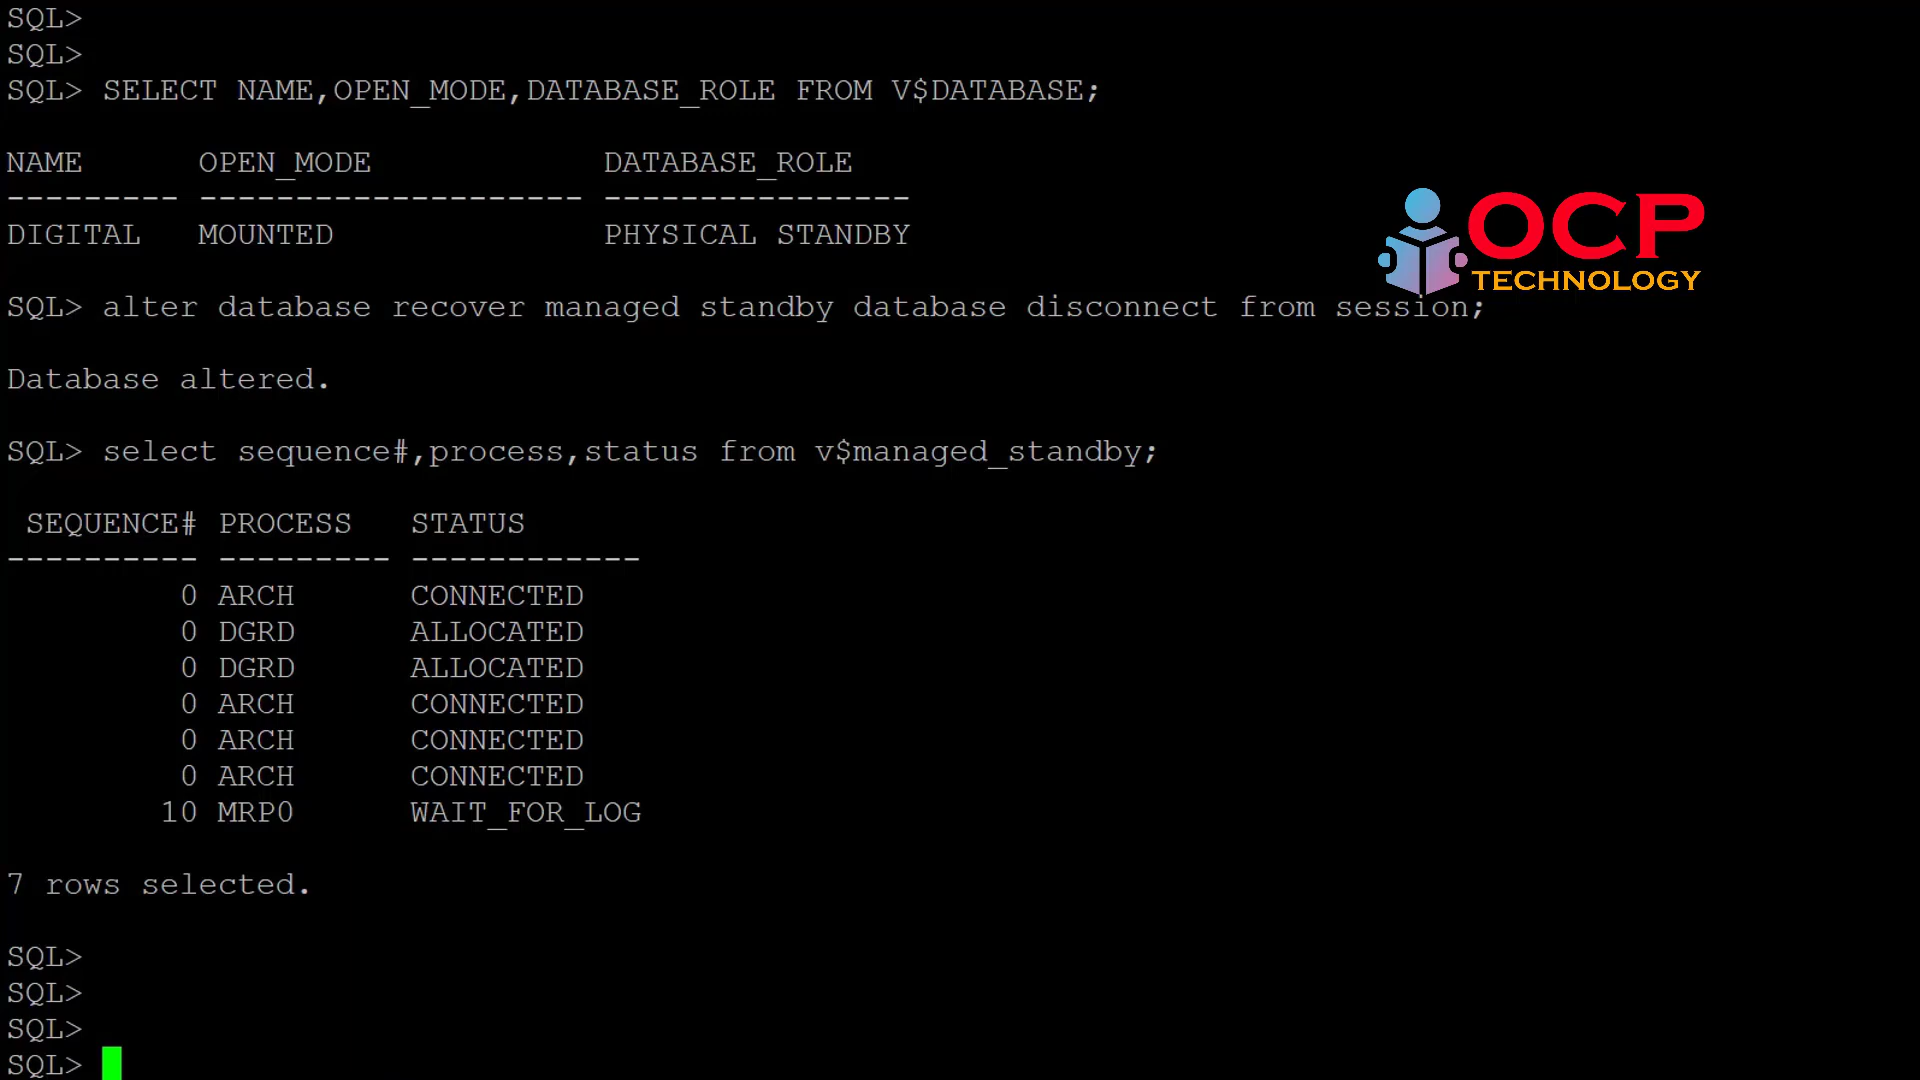 SQL>
SQL>
SQL> SELECT NAME,OPEN_MODE,DATABASE_ROLE FROM V$DATABASE;
NAME      OPEN_MODE            DATABASE_ROLE
--------- -------------------- ----------------
DIGITAL   MOUNTED              PHYSICAL STANDBY
OCP
TECHNOLOGY
SQL> alter database recover managed standby database disconnect from session;
Database altered.
SQL> select sequence#,process,status from v$managed_standby;
 SEQUENCE# PROCESS   STATUS
---------- --------- ------------
         0 ARCH      CONNECTED
         0 DGRD      ALLOCATED
         0 DGRD      ALLOCATED
         0 ARCH      CONNECTED
         0 ARCH      CONNECTED
         0 ARCH      CONNECTED
        10 MRP0      WAIT_FOR_LOG
7 rows selected.
SQL>
SQL>
SQL>
SQL>